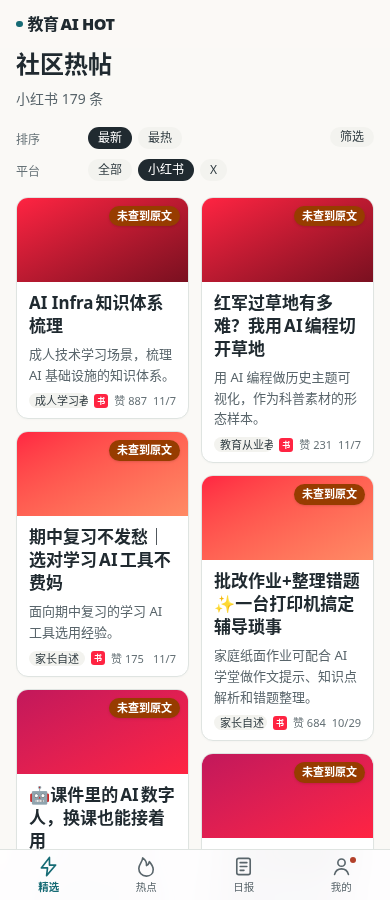 教育 AI HOT
社区热帖
小红书 179 条
排序
最新
最热
筛选
平台
全部
小红书
X
未查到原文
AI Infra 知识体系
梳理
成人技术学习场景，梳理
AI 基础设施的知识体系。
成人学习者
书
赞 887
11/7
未查到原文
红军过草地有多
难？我用 AI 编程切
开草地
用 AI 编程做历史主题可
视化，作为科普素材的形
态样本。
教育从业者
书
赞 231
11/7
未查到原文
期中复习不发愁｜
选对学习 AI 工具不
费妈
面向期中复习的学习 AI
工具选用经验。
家长自述
书
赞 175
11/7
未查到原文
批改作业+整理错题
✨一台打印机搞定
辅导琐事
家庭纸面作业可配合 AI
学堂做作文提示、知识点
解析和错题整理。
家长自述
书
赞 684
10/29
未查到原文
🤖课件里的 AI 数字
人，换课也能接着
用
未查到原文
精选
热点
日报
我的